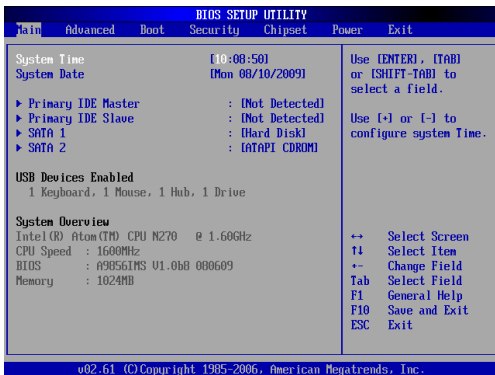 BIOS SETUP UTILITY
Main Advanced Boot Security Chipset Power Exit
System Time [10:08:50]
System Date [Mon 08/10/2009]
Primary IDE Master : [Not Detected]
Primary IDE Slave : [Not Detected]
SATA 1 : [Hard Disk]
SATA 2 : [ATAPI CDROM]
USB Devices Enabled
1 Keyboard, 1 Mouse, 1 Hub, 1 Drive
System Overview
Intel(R) Atom(TM) CPU N270 @ 1.60GHz
CPU Speed : 1600MHz
BIOS : A9856IMS V1.0b8 080609
Memory : 1024MB
Use [ENTER], [TAB]
or [SHIFT-TAB] to
select a field.
Use [+] or [-] to
configure system Time.
↔ Select Screen
↑↓ Select Item
+- Change Field
Tab Select Field
F1 General Help
F10 Save and Exit
ESC Exit
v02.61 (C)Copyright 1985-2006, American Megatrends, Inc.